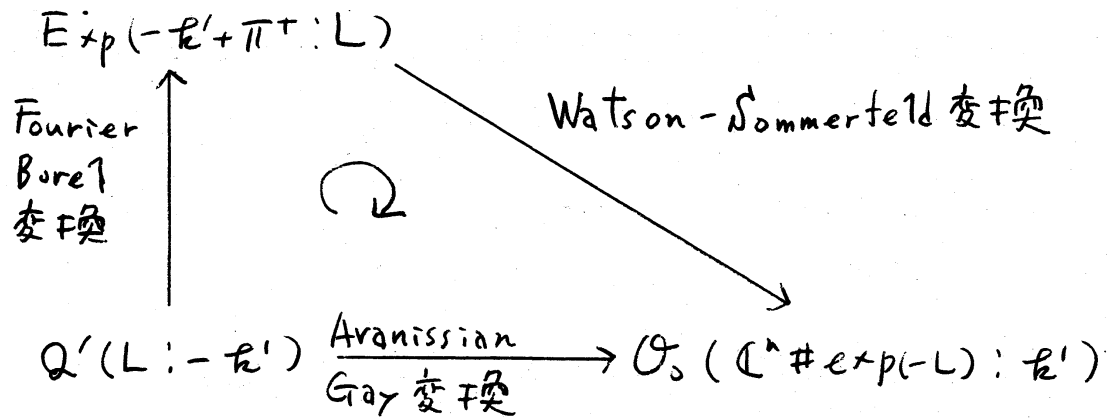 Exp(-k'+π⁺:L)
Watson-Sommerfeld 変換
Fourier
Borel
変換
Q'(L:-k') Avanissian 𝒪₀(ℂⁿ # exp(-L):k')
Gay 変換